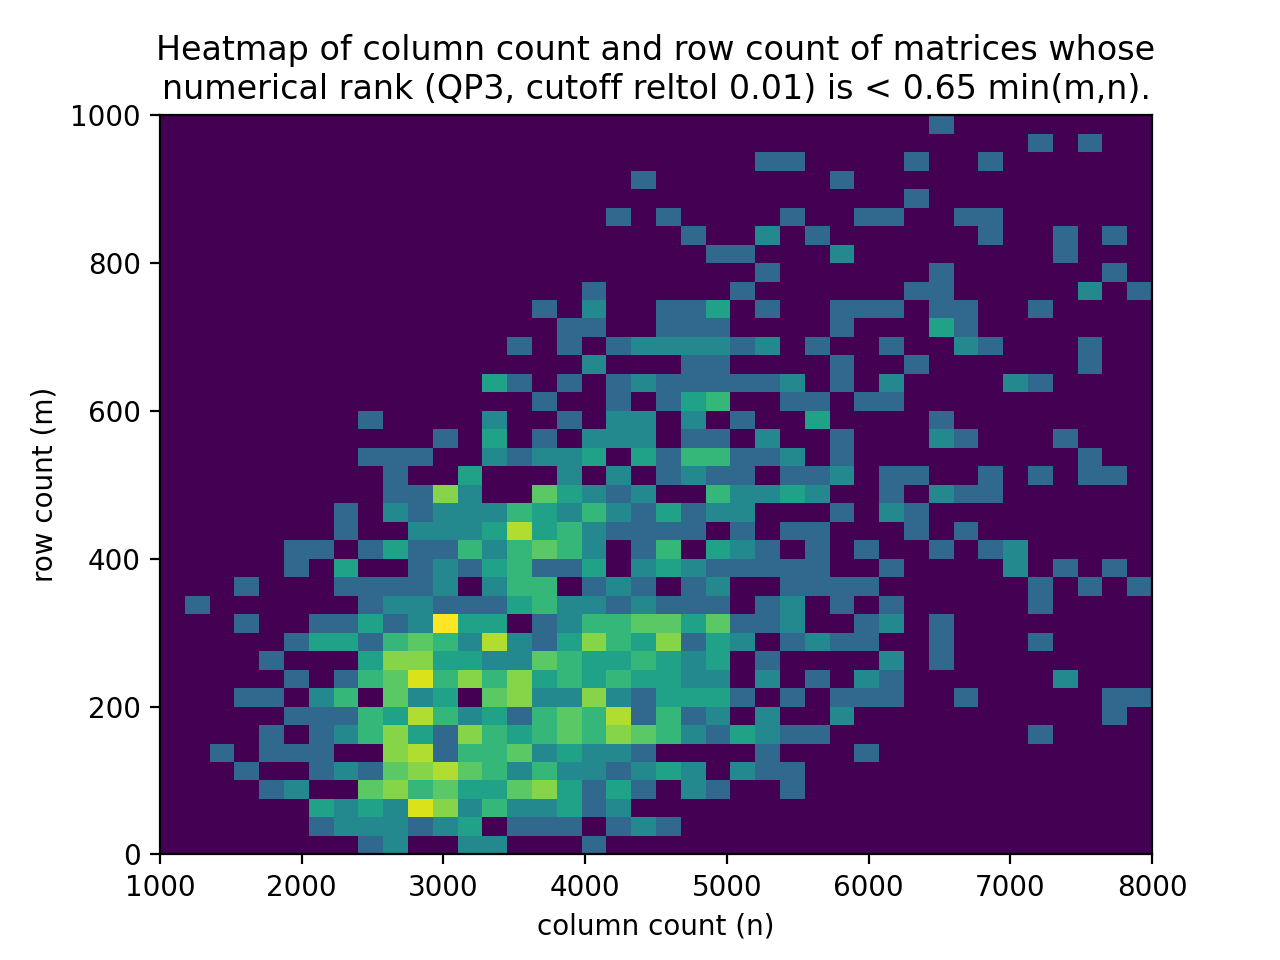 Heatmap of column count and row count of matrices whose
numerical rank (QP3, cutoff reltol 0.01) is < 0.65 min(m,n).
1000
800
600
400
200
0
row count (m)
1000 2000 3000 4000 5000 6000 7000 8000
column count (n)